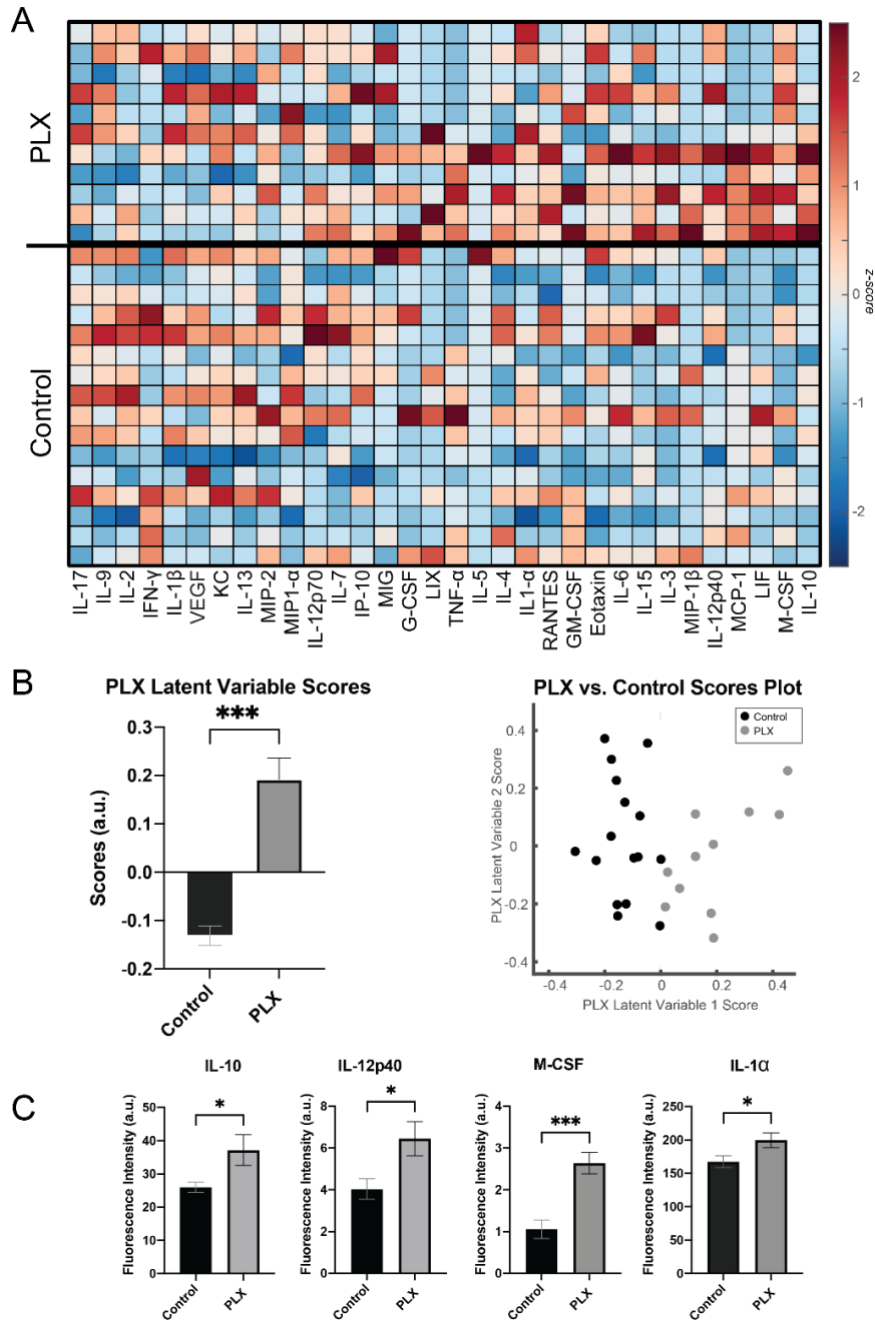 A
PLX
Control
2
1
0
-1
-2
z-score
IL-17
IL-9
IL-2
IFN-γ
IL-1β
VEGF
KC
IL-13
MIP-2
MIP1-α
IL-12p70
IL-7
IP-10
MIG
G-CSF
LIX
TNF-α
IL-5
IL-4
IL1-α
RANTES
GM-CSF
Eotaxin
IL-6
IL-15
IL-3
MIP-1β
IL-12p40
MCP-1
LIF
M-CSF
IL-10
B
PLX Latent Variable Scores
***
0.3
0.2
0.1
0.0
-0.1
-0.2
Scores (a.u.)
Control
PLX
PLX vs. Control Scores Plot
Control
PLX
0.4
0.2
0
-0.2
-0.4
PLX Latent Variable 2 Score
-0.4
-0.2
0
0.2
0.4
PLX Latent Variable 1 Score
C
IL-10
*
50
40
30
20
10
0
Fluorescence Intensity (a.u.)
Control
PLX
IL-12p40
*
8
6
4
2
0
Fluorescence Intensity (a.u.)
Control
PLX
M-CSF
***
4
3
2
1
0
Fluorescence Intensity (a.u.)
Control
PLX
IL-1α
*
250
200
150
100
50
0
Fluorescence Intensity (a.u.)
Control
PLX